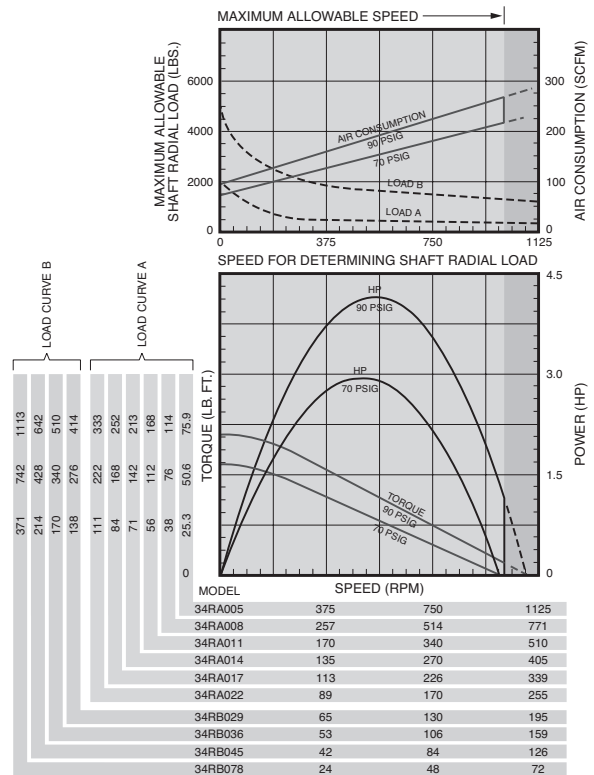 MAXIMUM ALLOWABLE SPEED
MAXIMUM ALLOWABLE
SHAFT RADIAL LOAD (LBS.)
6000
4000
2000
0
AIR CONSUMPTION
90 PSIG
70 PSIG
LOAD B
LOAD A
300
200
100
0
AIR CONSUMPTION (SCFM)
0 375 750 1125
SPEED FOR DETERMINING SHAFT RADIAL LOAD
LOAD CURVE B
LOAD CURVE A
1113 642 510 414 333 252 213 168 114 75.9
742 428 340 276 222 168 142 112 76 50.6
371 214 170 138 111 84 71 56 38 25.3
0
TORQUE (LB. FT.)
HP
90 PSIG
HP
70 PSIG
TORQUE
90 PSIG
70 PSIG
4.5
3.0
1.5
0
POWER (HP)
MODEL SPEED (RPM)
34RA005 375 750 1125
34RA008 257 514 771
34RA011 170 340 510
34RA014 135 270 405
34RA017 113 226 339
34RA022 89 170 255
34RB029 65 130 195
34RB036 53 106 159
34RB045 42 84 126
34RB078 24 48 72